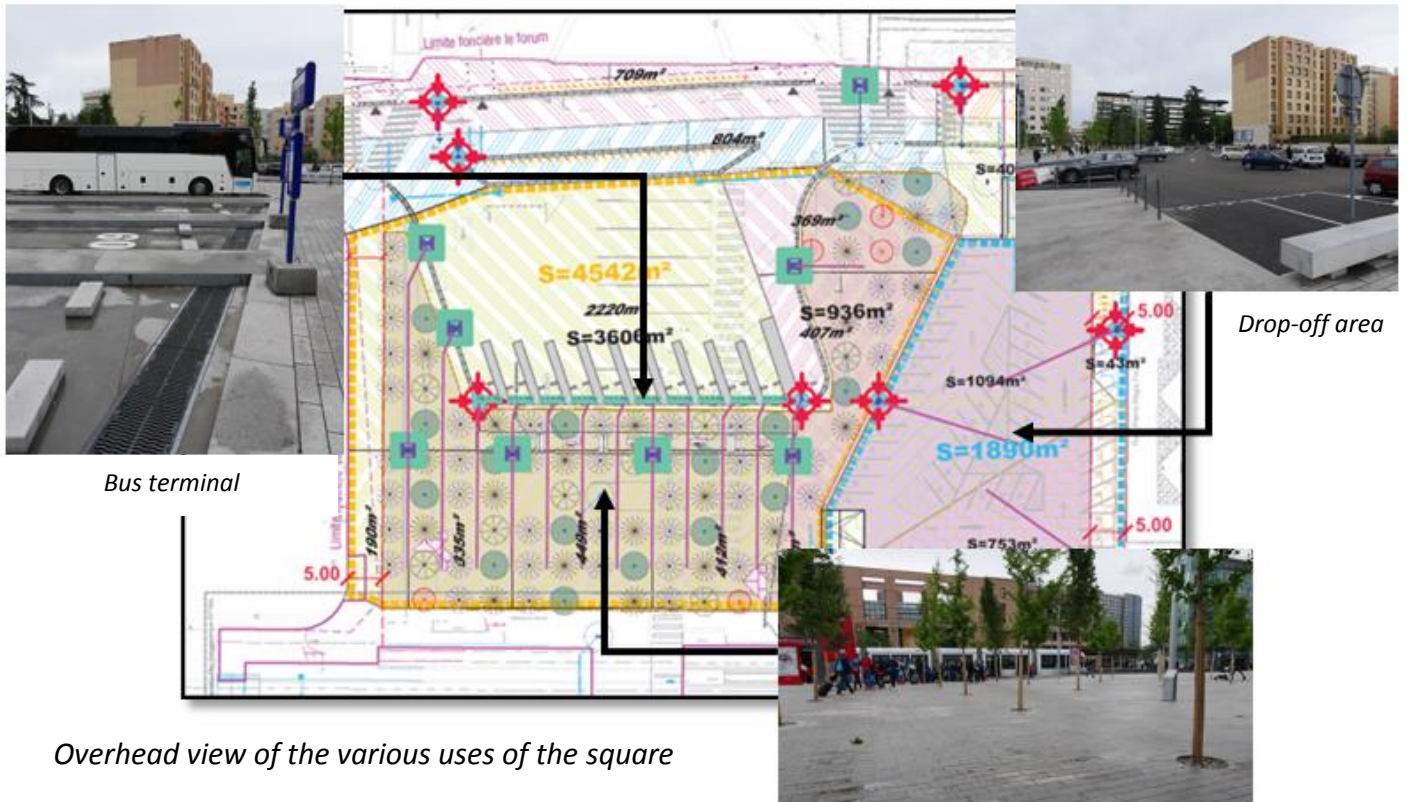 Limite foncière le forum
709m²
804m²
S=40
369m²
S=4542m²
2220m²
S=3606m²
S=936m²
407m²
5.00
S=43m²
S=1094m²
S=1890m²
Drop-off area
Bus terminal
Limite
190m²
335m²
449m²
412m²
5.00
S=753m²
5.00
Overhead view of the various uses of the square